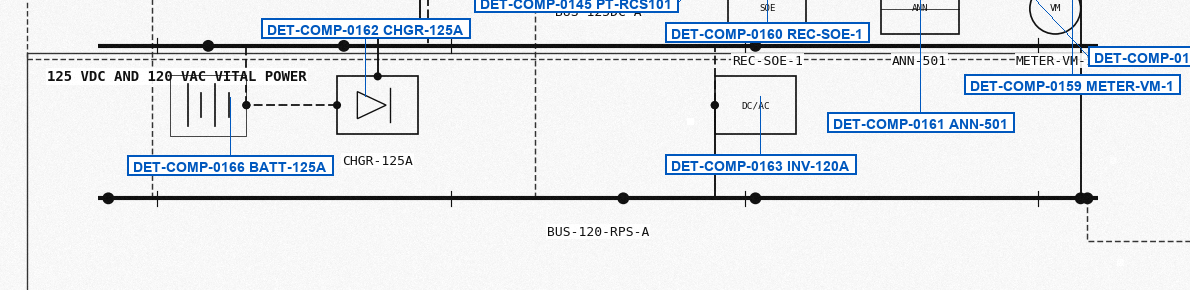 DET-COMP-0145 PT-RCS101
BUS-125DC-A
SOE
ANN
VM
DET-COMP-0162 CHGR-125A
DET-COMP-0160 REC-SOE-1
REC-SOE-1
ANN-501
METER-VM-
DET-COMP-01
125 VDC AND 120 VAC VITAL POWER
DET-COMP-0159 METER-VM-1
DC/AC
DET-COMP-0161 ANN-501
CHGR-125A
DET-COMP-0166 BATT-125A
DET-COMP-0163 INV-120A
BUS-120-RPS-A